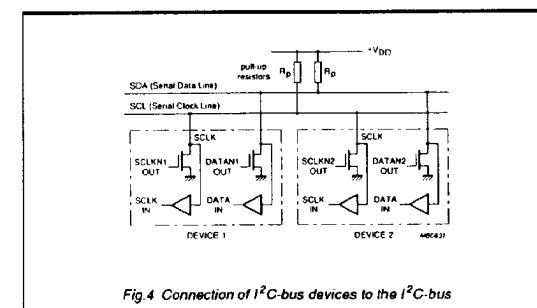 +VDD
pull-up
resistors
Rp Rp
SDA (Serial Data Line)
SCL (Serial Clock Line)
SCLK SCLK
SCLKN1
OUT
DATAN1
OUT
SCLKN2
OUT
DATAN2
OUT
SCLK
IN
DATA
IN
SCLK
IN
DATA
IN
DEVICE 1
DEVICE 2
Fig.4 Connection of I²C-bus devices to the I²C-bus